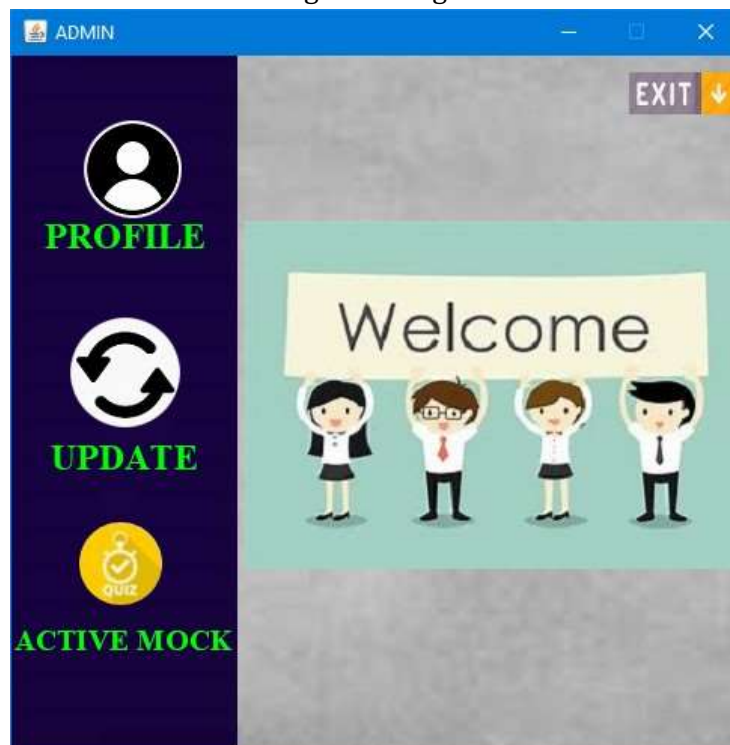 ADMIN
EXIT
PROFILE
Welcome
UPDATE
QUIZ
ACTIVE MOCK